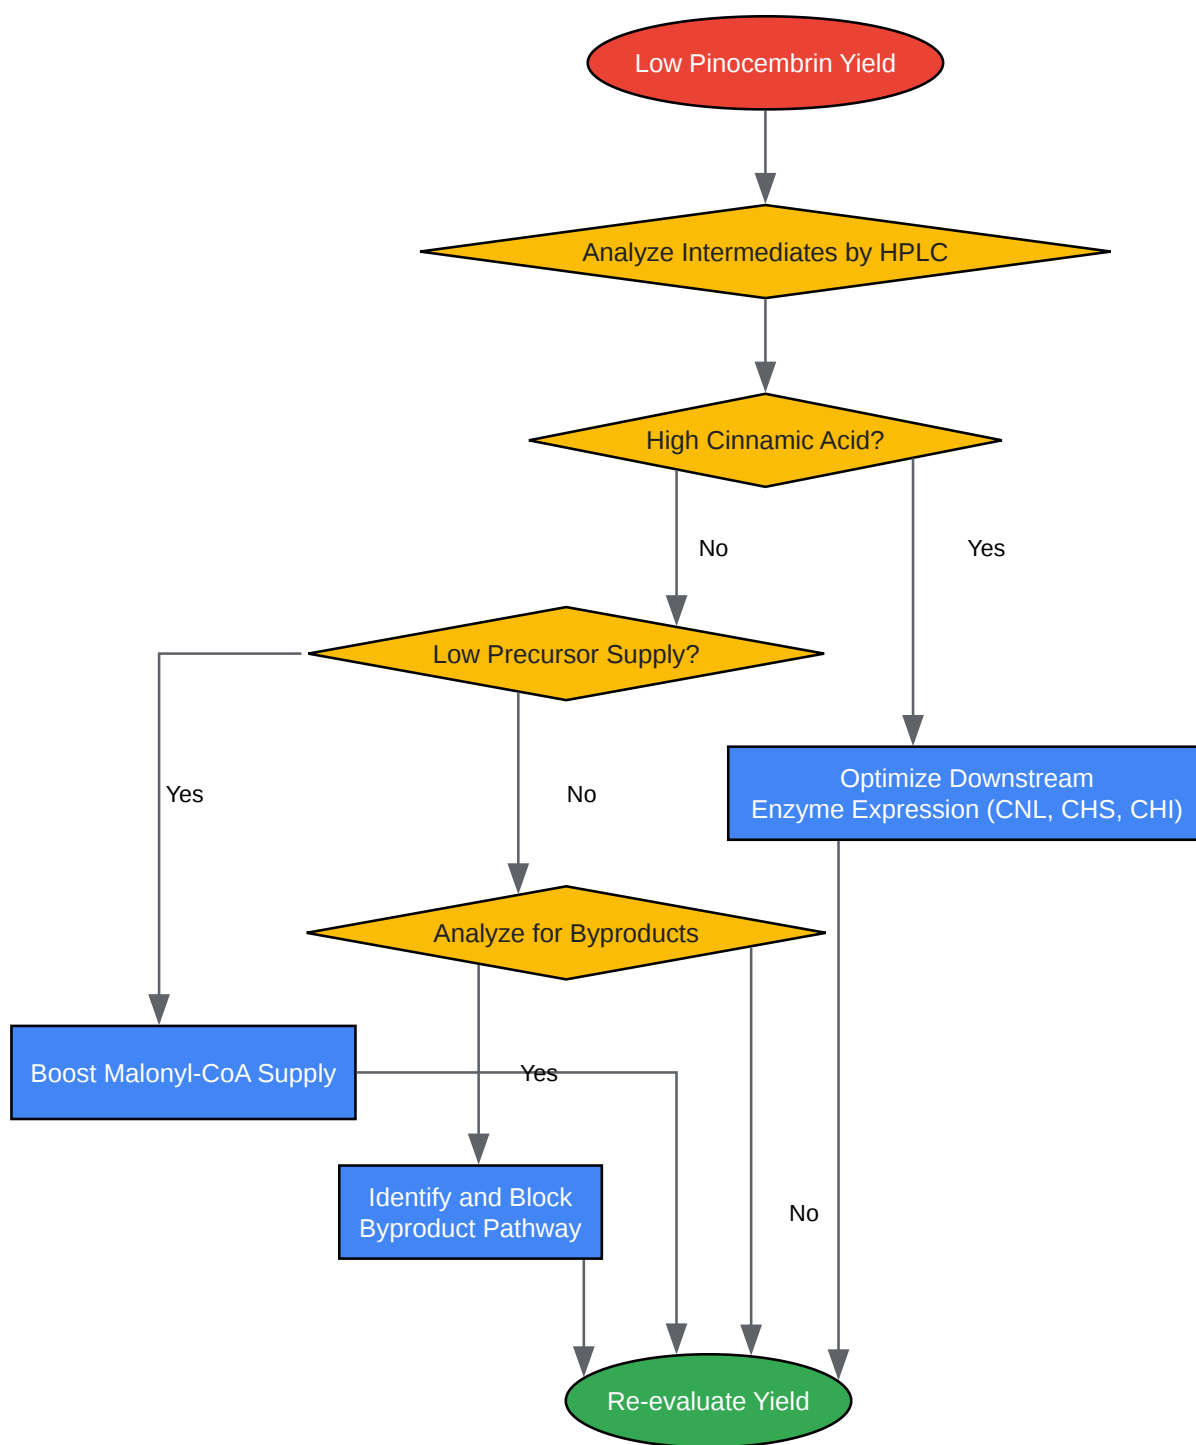 Low Pinocembrin Yield
Analyze Intermediates by HPLC
High Cinnamic Acid?
No
Yes
Low Precursor Supply?
Optimize Downstream
Enzyme Expression (CNL, CHS, CHI)
Yes
No
Analyze for Byproducts
Boost Malonyl-CoA Supply
Yes
Identify and Block
Byproduct Pathway
No
Re-evaluate Yield